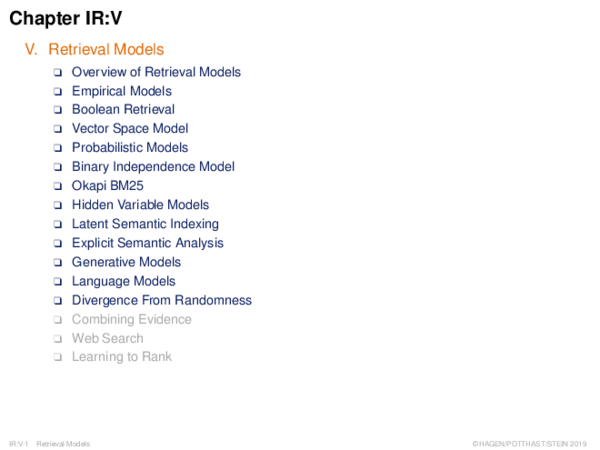 Chapter IR:V
V. Retrieval Models
❑ Overview of Retrieval Models
❑ Empirical Models
❑ Boolean Retrieval
❑ Vector Space Model
❑ Probabilistic Models
❑ Binary Independence Model
❑ Okapi BM25
❑ Hidden Variable Models
❑ Latent Semantic Indexing
❑ Explicit Semantic Analysis
❑ Generative Models
❑ Language Models
❑ Divergence From Randomness
❑ Combining Evidence
❑ Web Search
❑ Learning to Rank
IR:V-1 Retrieval Models ©HAGEN/POTTHAST/STEIN 2019